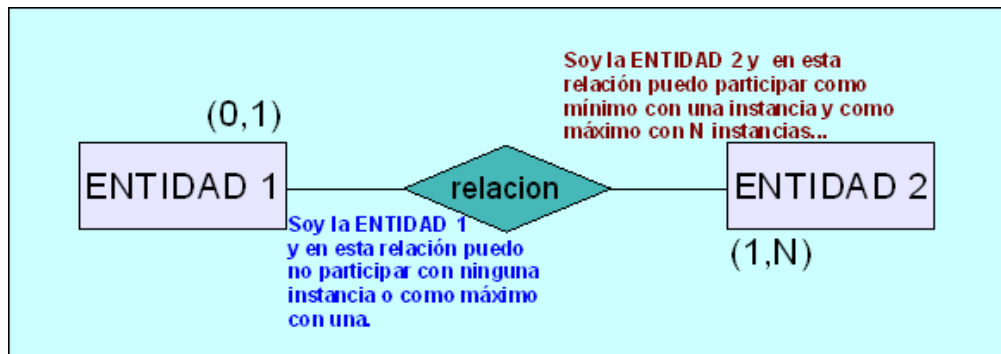 Soy la ENTIDAD 2 y en esta
relación puedo participar como
mínimo con una instancia y como
máximo con N instancias...
(0,1)
ENTIDAD 1
relacion
ENTIDAD 2
Soy la ENTIDAD 1
y en esta relación puedo
no participar con ninguna
instancia o como máximo
con una.
(1,N)